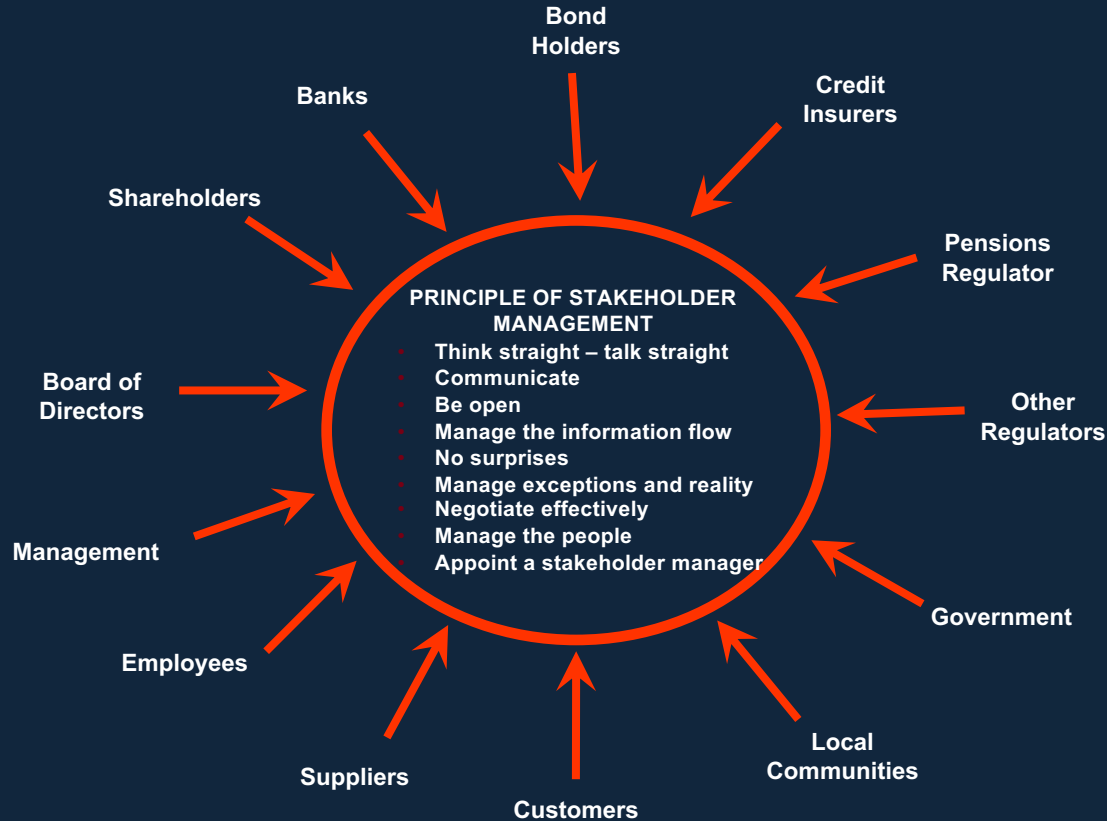 Bond
Holders
Credit
Insurers
Banks
Shareholders
Pensions
Regulator
PRINCIPLE OF STAKEHOLDER
MANAGEMENT
Think straight – talk straight
Communicate
Be open
Manage the information flow
No surprises
Manage exceptions and reality
Negotiate effectively
Manage the people
Appoint a stakeholder manager
Board of
Directors
Other
Regulators
Management
Government
Employees
Local
Communities
Suppliers
Customers